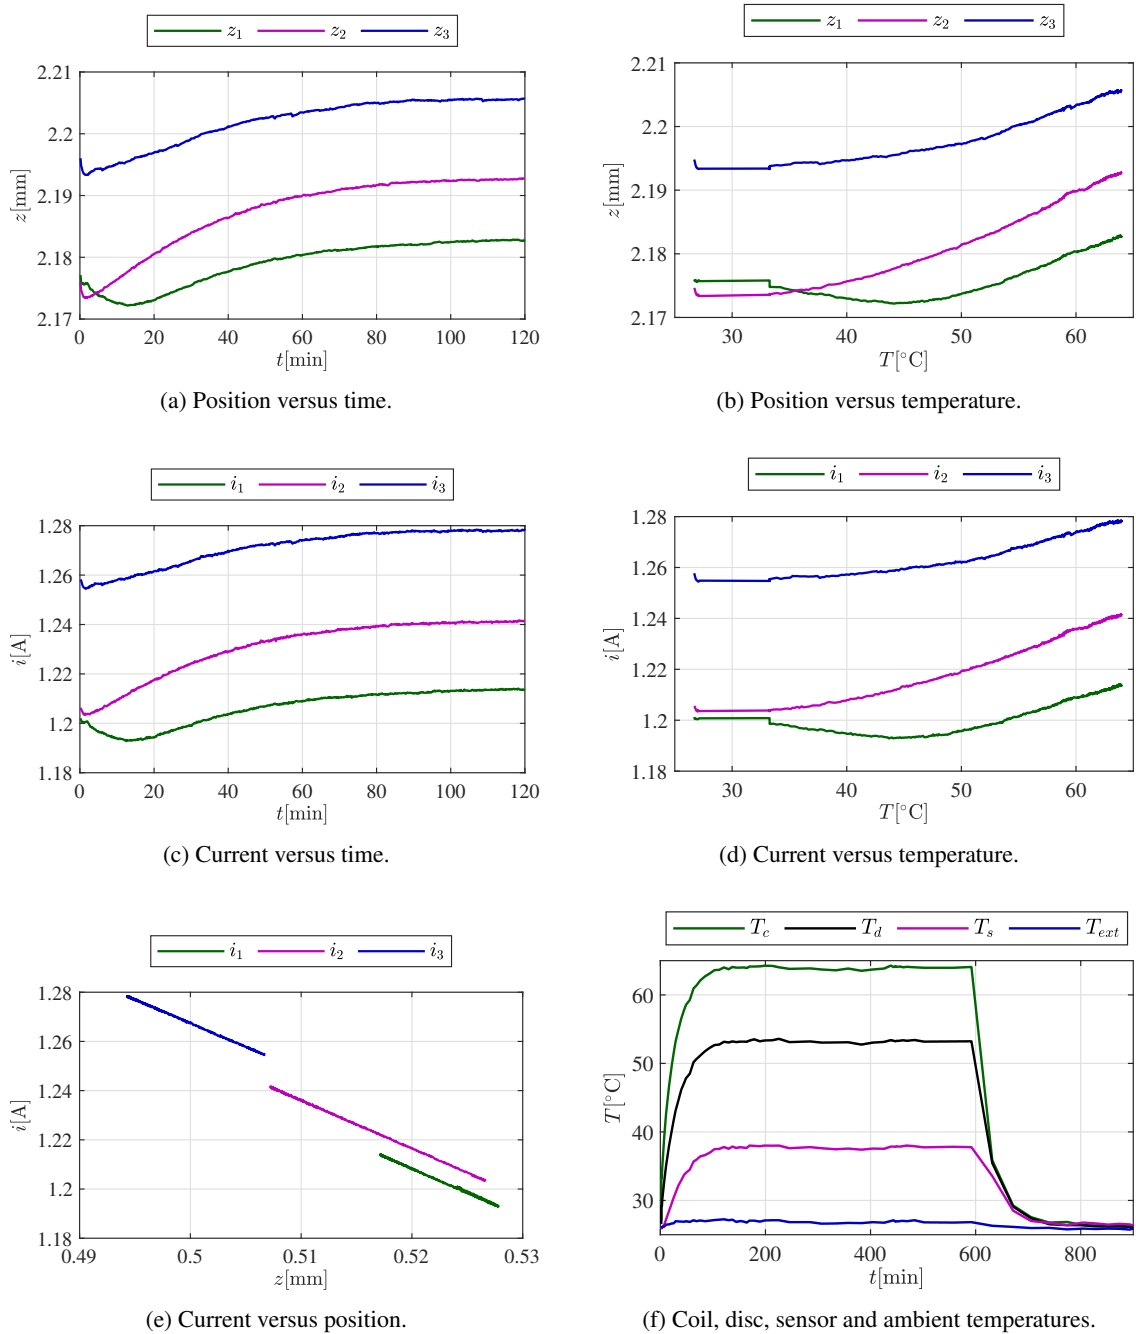 z1 z2 z3
2.21
2.2
2.19
2.18
2.17
z[mm]
0 20 40 60 80 100 120
t[min]
(a) Position versus time.
z1 z2 z3
2.21
2.2
2.19
2.18
2.17
z[mm]
30 40 50 60
T[°C]
(b) Position versus temperature.
i1 i2 i3
1.28
1.26
1.24
1.22
1.2
1.18
i[A]
0 20 40 60 80 100 120
t[min]
(c) Current versus time.
i1 i2 i3
1.28
1.26
1.24
1.22
1.2
1.18
i[A]
30 40 50 60
T[°C]
(d) Current versus temperature.
i1 i2 i3
1.28
1.26
1.24
1.22
1.2
1.18
i[A]
0.49 0.5 0.51 0.52 0.53
z[mm]
(e) Current versus position.
Tc Td Ts Text
60
50
40
30
T[°C]
0 200 400 600 800
t[min]
(f) Coil, disc, sensor and ambient temperatures.